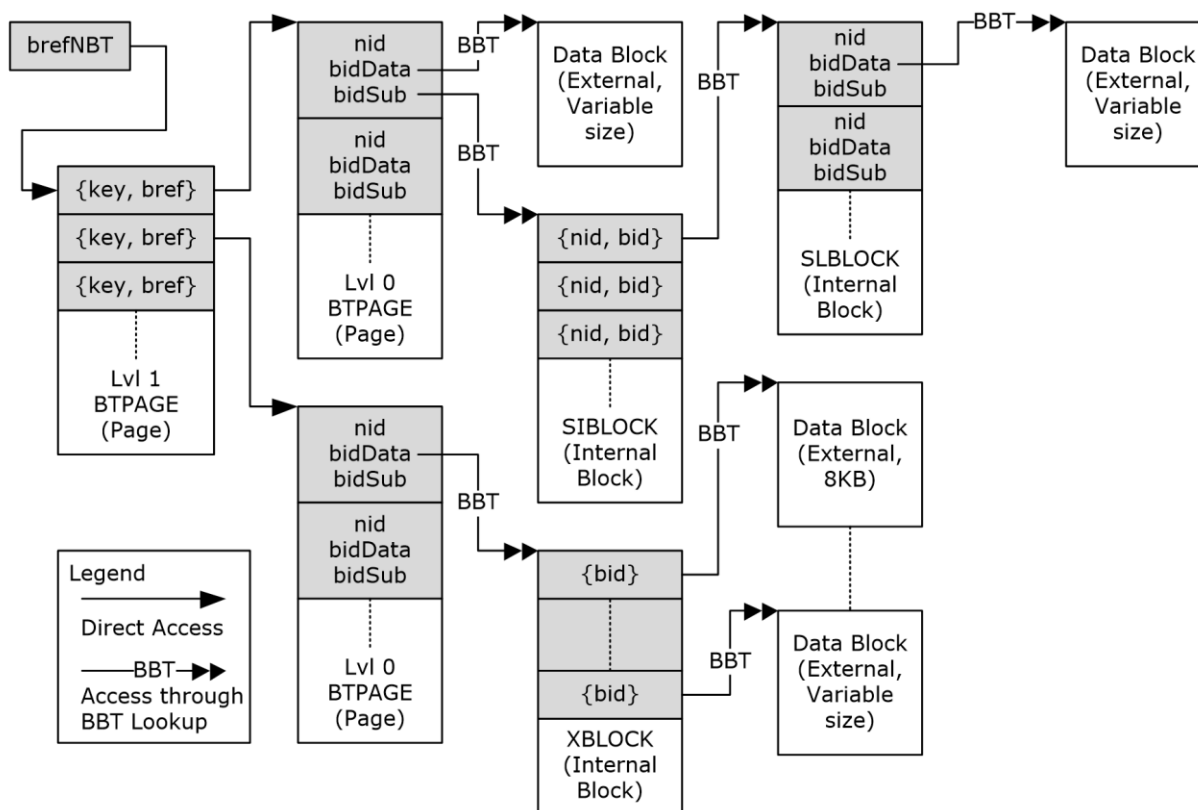 brefNBT
{key, bref}
{key, bref}
{key, bref}
Lvl 1
BTPAGE
(Page)
nid
bidData
bidSub
nid
bidData
bidSub
Lvl 0
BTPAGE
(Page)
BBT
BBT
Data Block
(External,
Variable
size)
{nid, bid}
{nid, bid}
{nid, bid}
SIBLOCK
(Internal
Block)
BBT
nid
bidData
bidSub
nid
bidData
bidSub
SLBLOCK
(Internal
Block)
BBT
Data Block
(External,
Variable
size)
nid
bidData
bidSub
nid
bidData
bidSub
Lvl 0
BTPAGE
(Page)
BBT
{bid}
{bid}
XBLOCK
(Internal
Block)
BBT
Data Block
(External,
8KB)
BBT
Data Block
(External,
Variable
size)
Legend
Direct Access
BBT
Access through
BBT Lookup